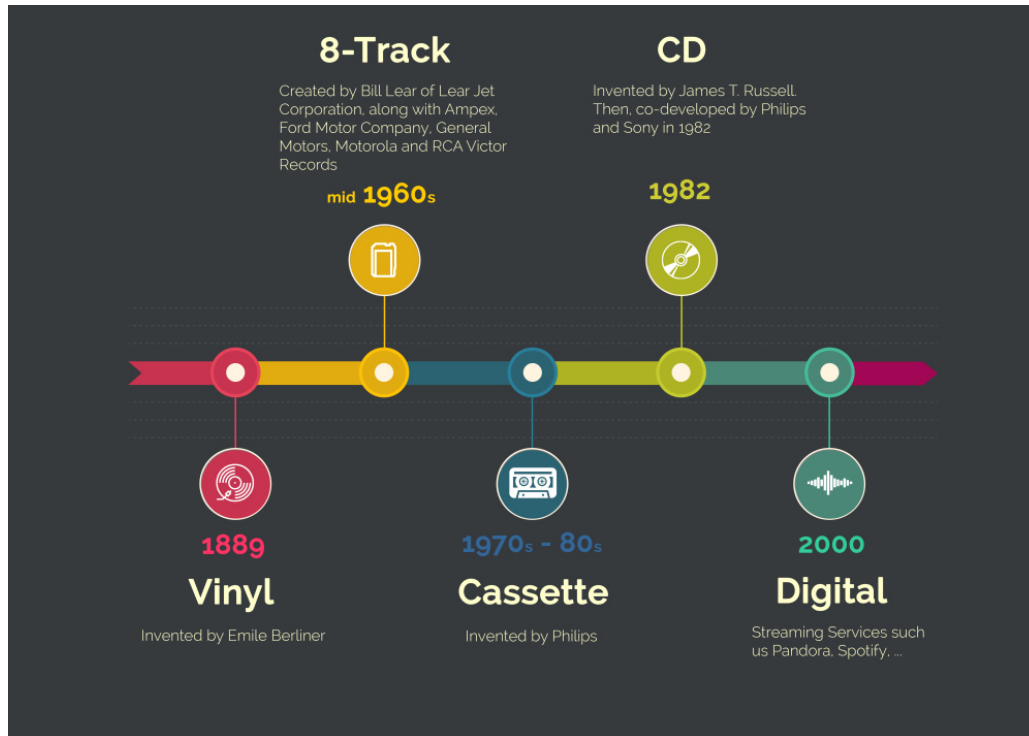 8-Track
Created by Bill Lear of Lear Jet
Corporation, along with Ampex,
Ford Motor Company, General
Motors, Motorola and RCA Victor
Records
mid 1960s
CD
Invented by James T. Russell.
Then, co-developed by Philips
and Sony in 1982
1982
1889
Vinyl
Invented by Emile Berliner
1970s - 80s
Cassette
Invented by Philips
2000
Digital
Streaming Services such
us Pandora, Spotify, ...